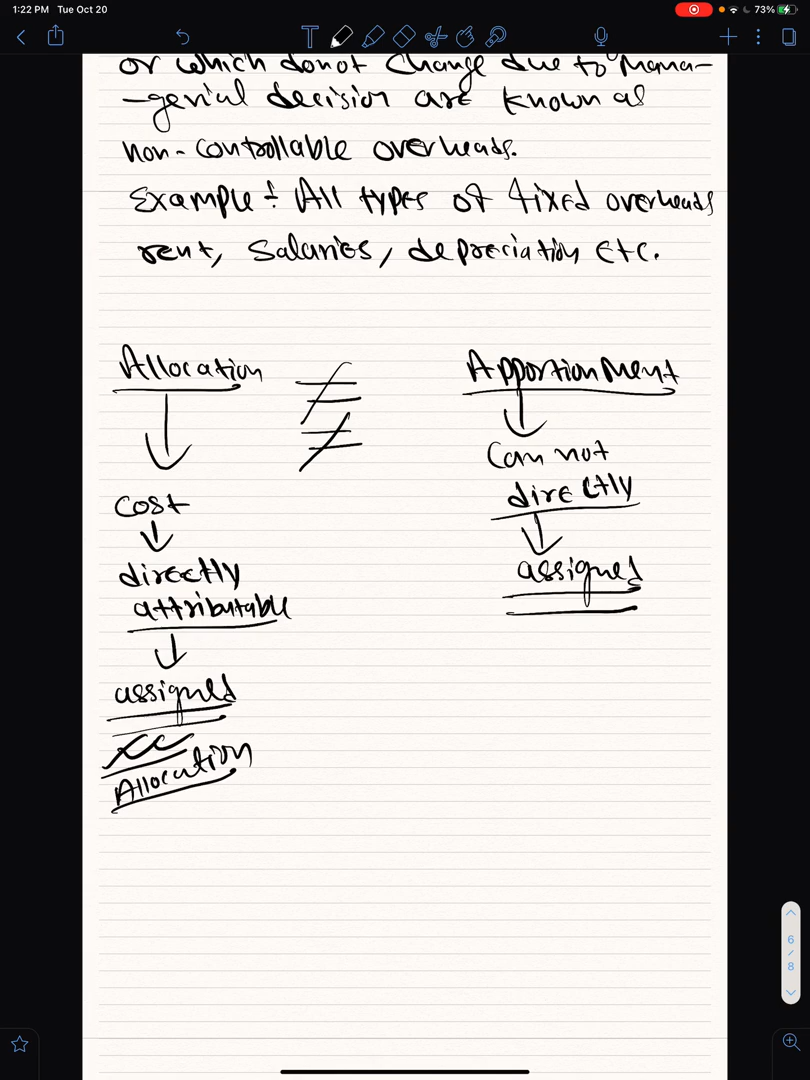 1:22 PM Tue Oct 20
73%
or which do not change due to mana-
-gerial decision are known as
non-controllable overheads.
Example :- All types of fixed overheads
rent, salaries, depreciation etc.
Allocation
Apportionment
Can not
directly
assigned
cost
directly
attributable
assigned
Allocation
6
/
8